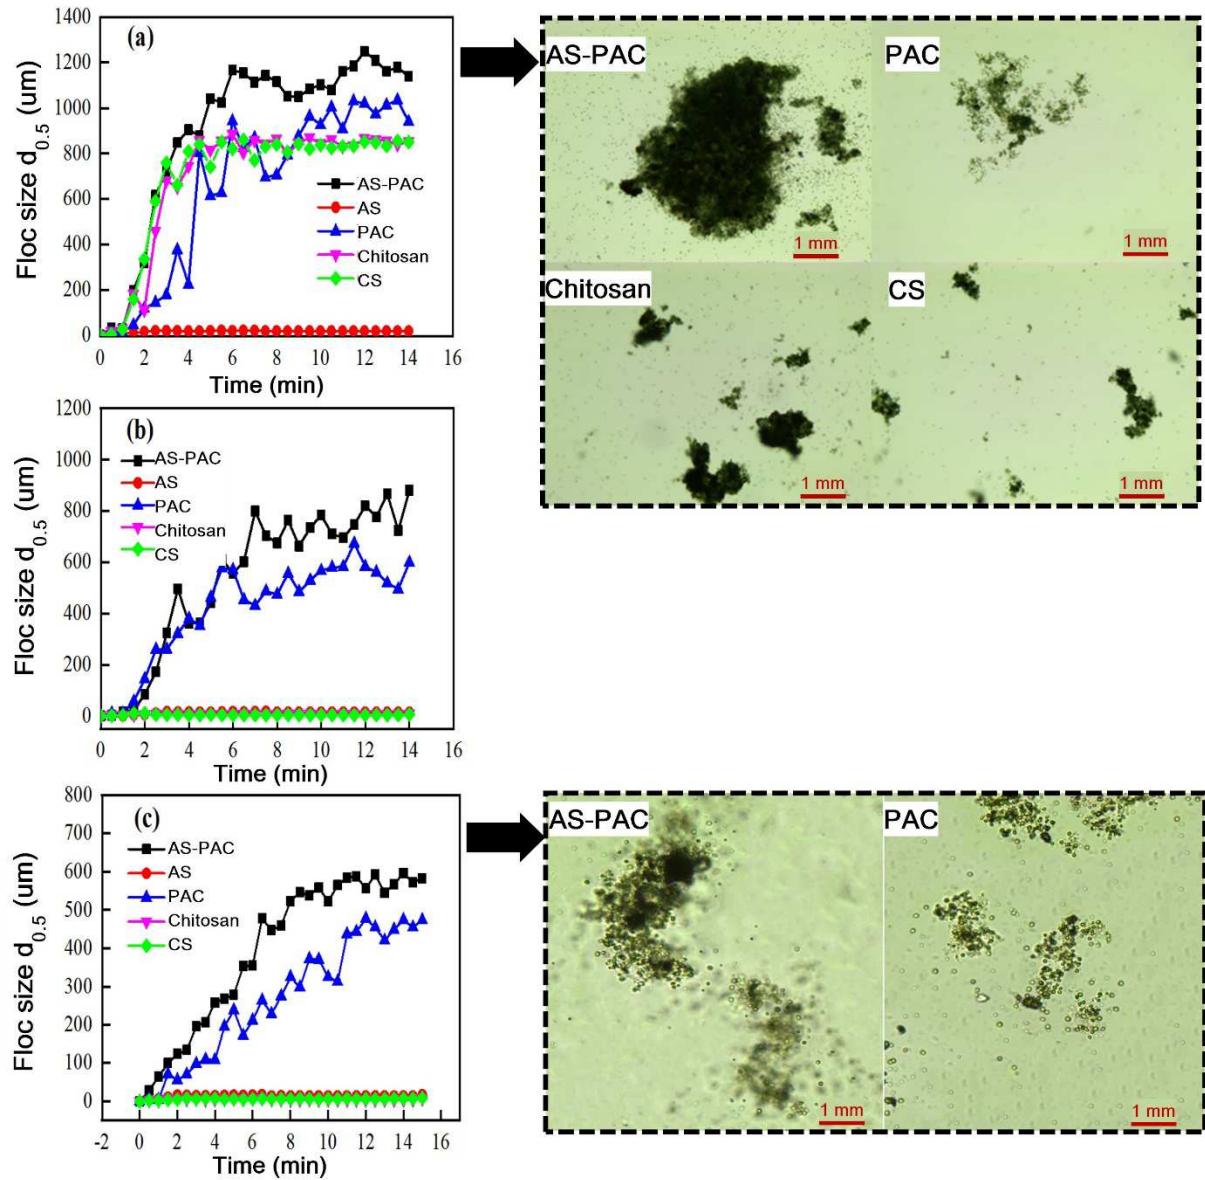 (a)
1400
1200
1000
800
600
400
200
0
Floc size d0.5 (um)
AS-PAC
AS
PAC
Chitosan
CS
0 2 4 6 8 10 12 14 16
Time (min)
AS-PAC
1 mm
PAC
1 mm
Chitosan
1 mm
CS
1 mm
(b)
1200
1000
800
600
400
200
0
Floc size d0.5 (um)
AS-PAC
AS
PAC
Chitosan
CS
0 2 4 6 8 10 12 14 16
Time (min)
(c)
800
700
600
500
400
300
200
100
0
Floc size d0.5 (um)
AS-PAC
AS
PAC
Chitosan
CS
-2 0 2 4 6 8 10 12 14 16
Time (min)
AS-PAC
1 mm
PAC
1 mm